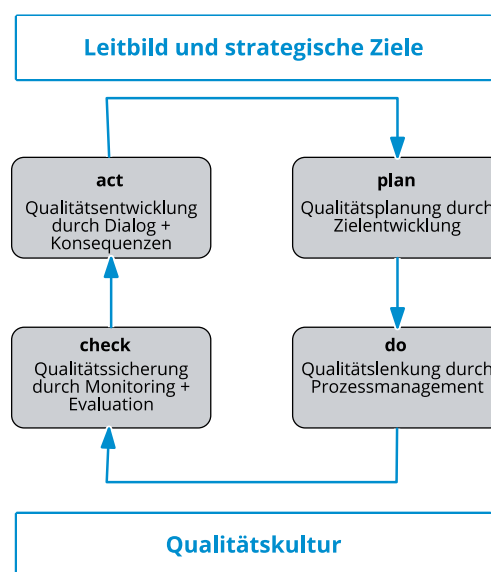 Leitbild und strategische Ziele
act
Qualitätsentwicklung
durch Dialog +
Konsequenzen
plan
Qualitätsplanung durch
Zielentwicklung
check
Qualitätssicherung
durch Monitoring +
Evaluation
do
Qualitätslenkung durch
Prozessmanagement
Qualitätskultur